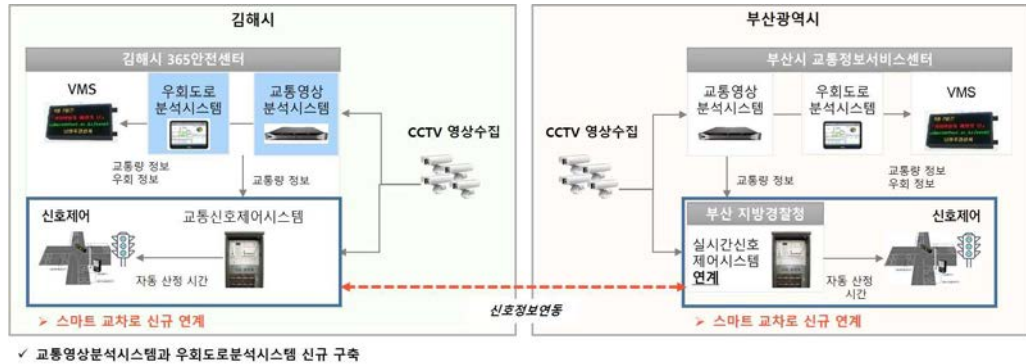 김해시
김해시 365안전센터
VMS
우회도로
분석시스템
교통영상
분석시스템
교통량 정보
우회 정보
교통량 정보
CCTV 영상수집
신호제어
교통신호제어시스템
자동 산정 시간
➢ 스마트 교차로 신규 연계
부산광역시
부산시 교통정보서비스센터
교통영상
분석시스템
우회도로
분석시스템
VMS
CCTV 영상수집
교통량 정보
교통량 정보
우회 정보
부산 지방경찰청
실시간신호
제어시스템
연계
신호제어
자동 산정
시간
신호정보연동
➢ 스마트 교차로 신규 연계
✓ 교통영상분석시스템과 우회도로분석시스템 신규 구축